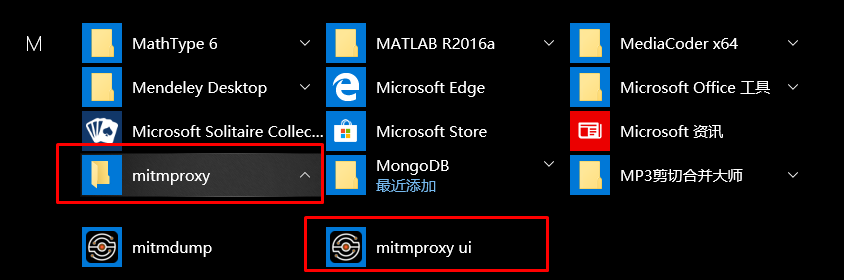 M
MathType 6
MATLAB R2016a
MediaCoder x64
Mendeley Desktop
Microsoft Edge
Microsoft Office 工具
Microsoft Solitaire Collec...
Microsoft Store
Microsoft 资讯
mitmproxy
MongoDB
最近添加
MP3剪切合并大师
mitmdump
mitmproxy ui